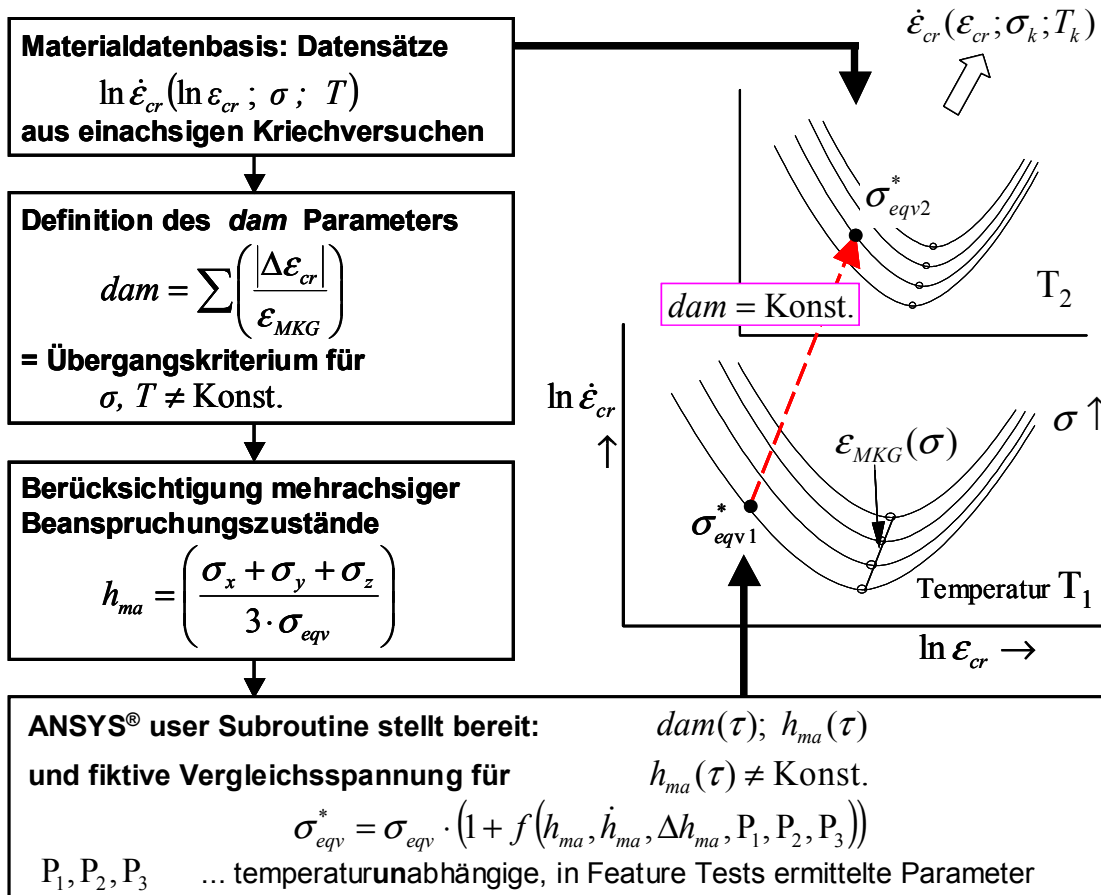 Materialdatenbasis: Datensätze
ln ε̇cr(ln εcr ; σ ; T)
aus einachsigen Kriechversuchen
Definition des dam Parameters
dam = ∑(|Δεcr| / εMKG)
= Übergangskriterium für
σ, T ≠ Konst.
Berücksichtigung mehrachsiger
Beanspruchungszustände
hma = ((σx + σy + σz) / (3 · σeqv))
ε̇cr(εcr; σk; Tk)
σ*eqv2
T2
dam = Konst.
ln ε̇cr
↑
σ ↑
εMKG(σ)
σ*eqv1
Temperatur T1
ln εcr →
ANSYS® user Subroutine stellt bereit: dam(τ); hma(τ)
und fiktive Vergleichsspannung für hma(τ) ≠ Konst.
σ*eqv = σeqv · (1 + f(hma, ḣma, Δhma, P1, P2, P3))
P1, P2, P3 ... temperaturunabhängige, in Feature Tests ermittelte Parameter